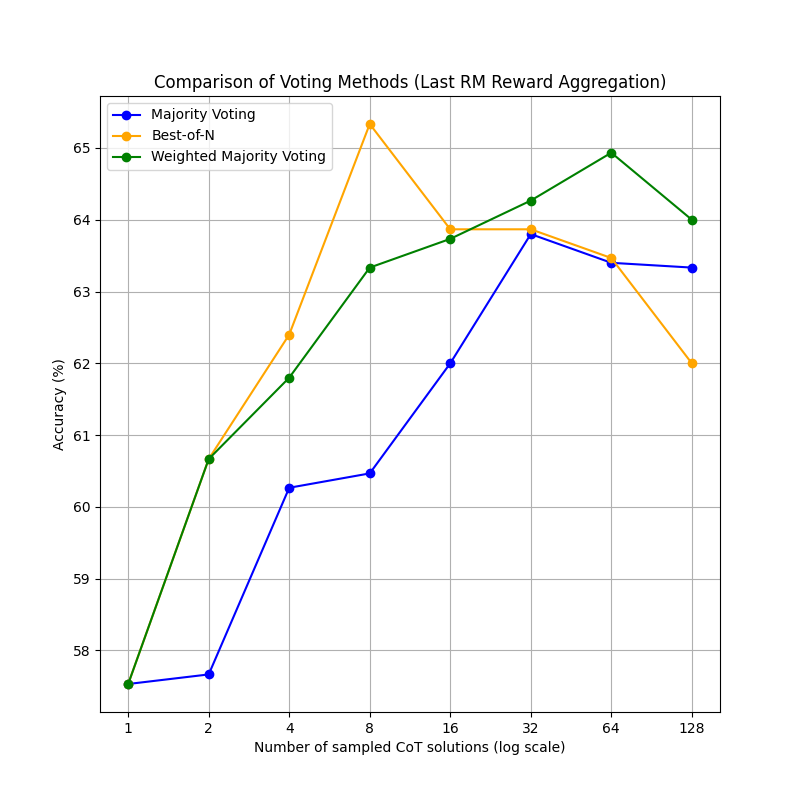 Comparison of Voting Methods (Last RM Reward Aggregation)
Majority Voting
Best-of-N
Weighted Majority Voting
65
64
63
62
61
60
59
58
Accuracy (%)
1 2 4 8 16 32 64 128
Number of sampled CoT solutions (log scale)